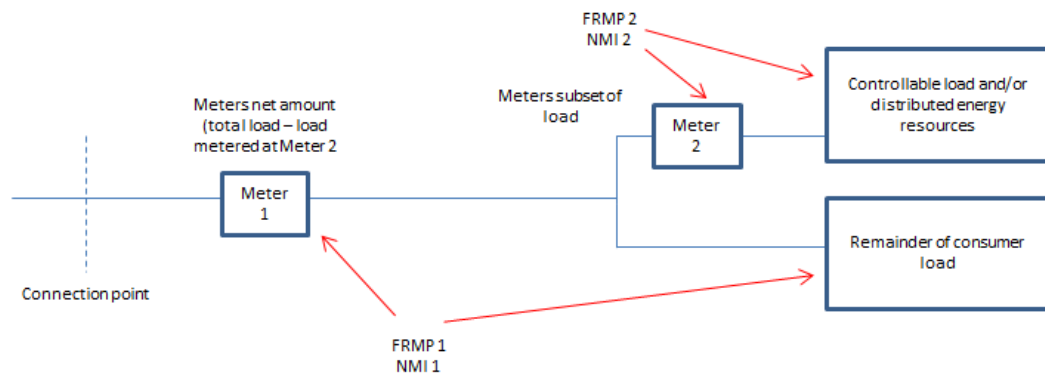 FRMP 2
NMI 2
Controllable load and/or
distributed energy
resources
Meters net amount
(total load – load
metered at Meter 2
Meters subset of
load
Meter
2
Meter
1
Remainder of consumer
load
Connection point
FRMP 1
NMI 1